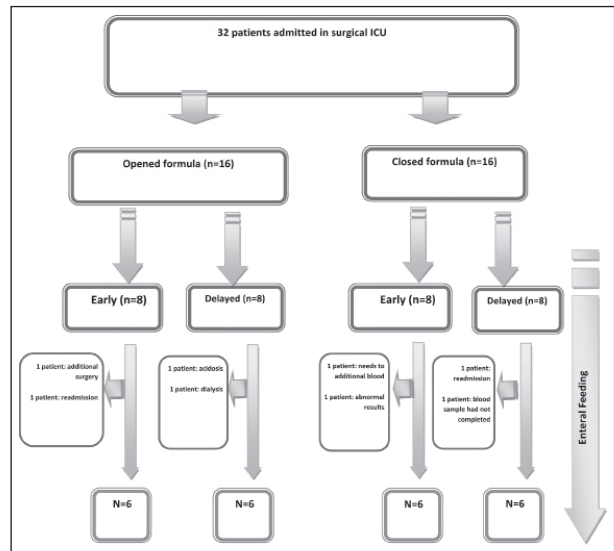 32 patients admitted in surgical ICU
Opened formula (n=16)
Closed formula (n=16)
Early (n=8)
Delayed (n=8)
Early (n=8)
Delayed (n=8)
1 patient: additional
surgery
1 patient: readmission
1 patient: acidosis
1 patient: dialysis
1 patient: needs to
additional blood
1 patient: abnormal
results
1 patient:
readmission
1 patient: blood
sample had not
completed
Enteral Feeding
N=6
N=6
N=6
N=6